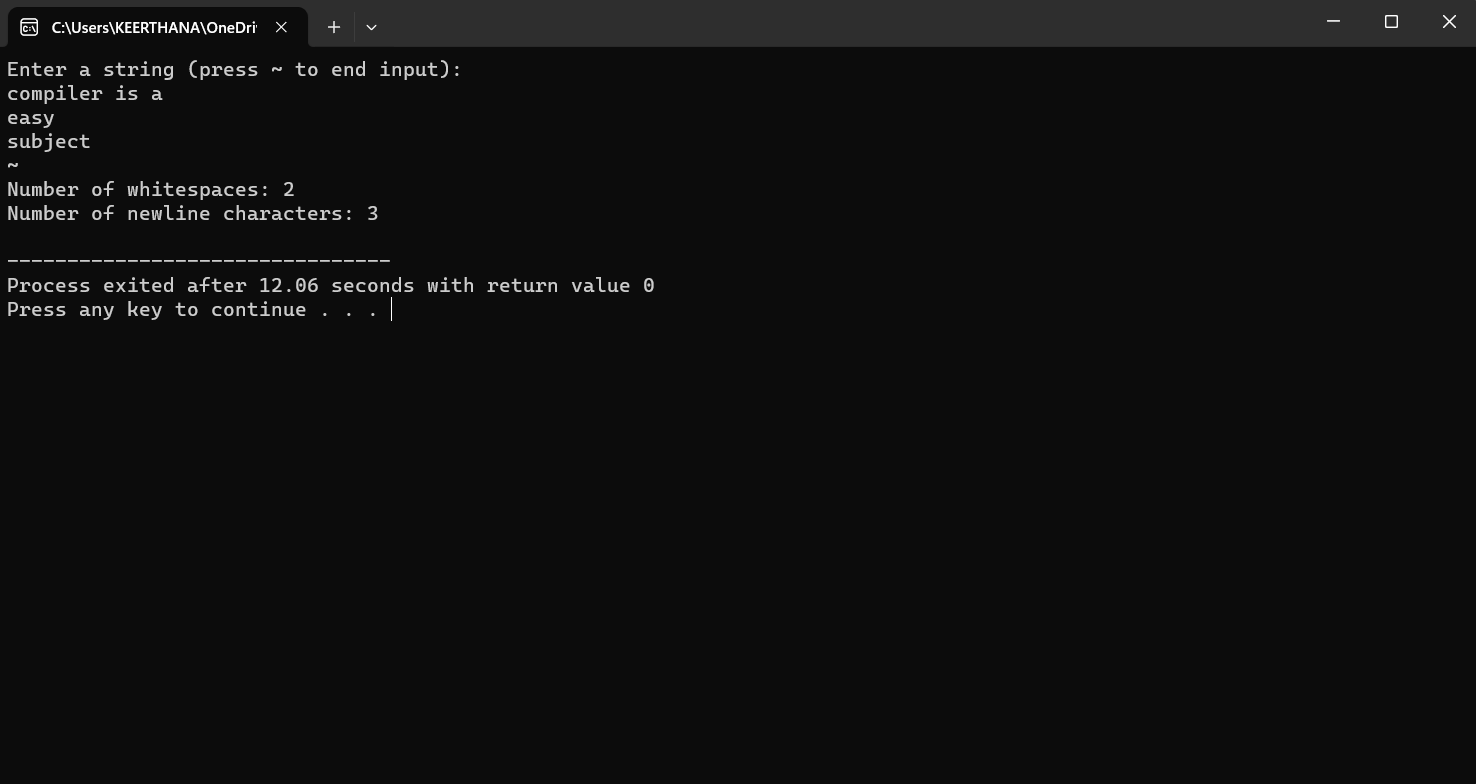 C:\Users\KEERTHANA\OneDri
Enter a string (press ~ to end input):
compiler is a
easy
subject
~
Number of whitespaces: 2
Number of newline characters: 3
--------------------------------
Process exited after 12.06 seconds with return value 0
Press any key to continue . . .